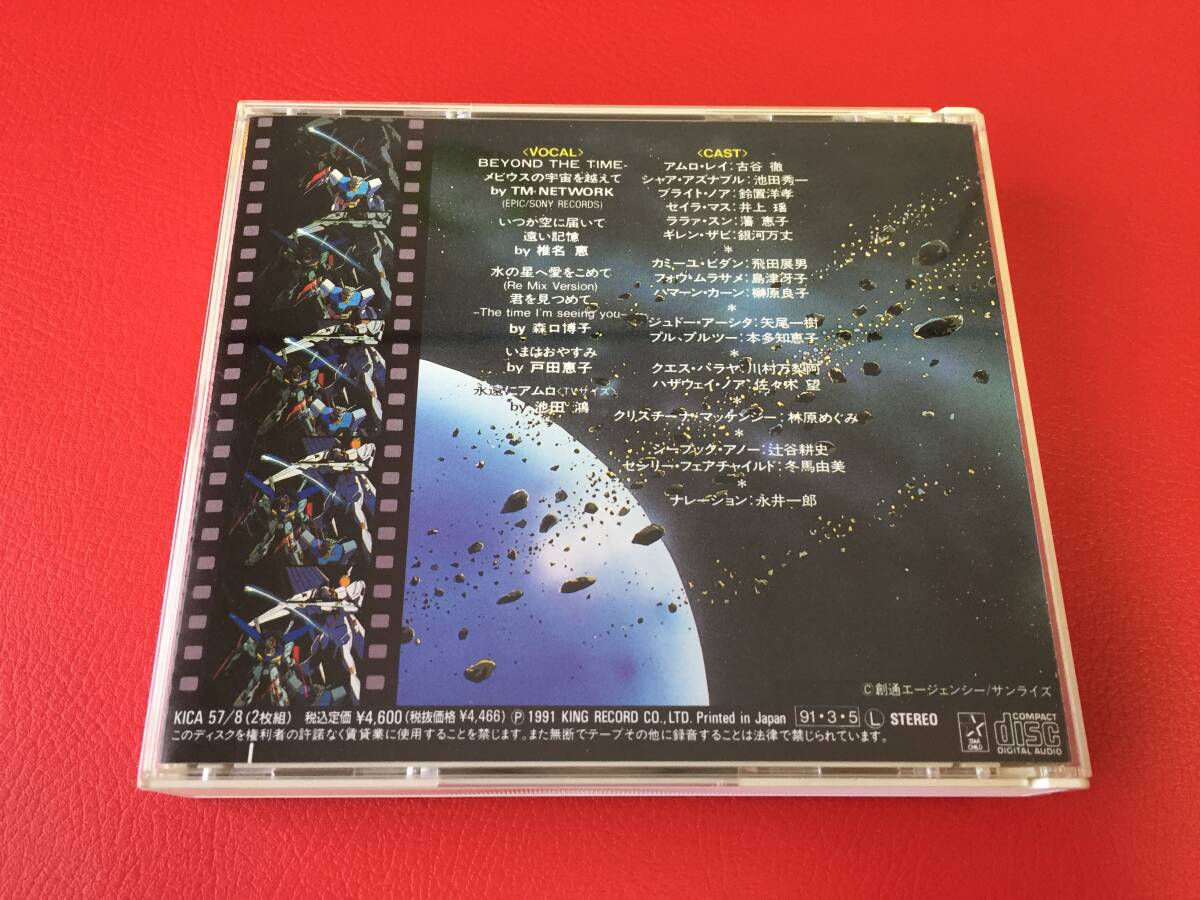 〈VOCAL〉
BEYOND THE TIME-
メビウスの宇宙を越えて
by TM・NETWORK
(EPIC/SONY RECORDS)
いつか空に届いて
遠い記憶
by 椎名 恵
水の星へ愛をこめて
(Re Mix Version)
君を見つめて
-The time I'm seeing you-
by 森口博子
いまはおやすみ
by 戸田恵子
永遠にアムロ〈TVサイズ〉
by 池田 鴻
〈CAST〉
アムロ・レイ：古谷 徹
シャア・アズナブル：池田秀一
ブライト・ノア：鈴置洋孝
セイラ・マス：井上 瑶
ララァ・スン：潘 恵子
ギレン・ザビ：銀河万丈
＊
カミーユ・ビダン：飛田展男
フォウ・ムラサメ：島津冴子
ハマーン・カーン：榊原良子
＊
ジュドー・アーシタ：矢尾一樹
プル、プルツー：本多知恵子
＊
クエス・パラヤ：川村万梨阿
ハサウェイ・ノア：佐々木 望
＊
クリスチーナ・マッケンジー：林原めぐみ
＊
シーブック・アノー：辻谷耕史
セシリー・フェアチャイルド：冬馬由美
＊
ナレーション：永井一郎
©創通エージェンシー/サンライズ
KICA 57/8(2枚組) 税込定価 ¥4,600(税抜価格 ¥4,466) Ⓟ 1991 KING RECORD CO., LTD. Printed in Japan 91・3・5 Ⓛ STEREO
このディスクを権利者の許諾なく賃貸業に使用することを禁じます。また無断でテープその他に録音することは法律で禁じられています。
STAR CHILD
COMPACT
disc
DIGITAL AUDIO